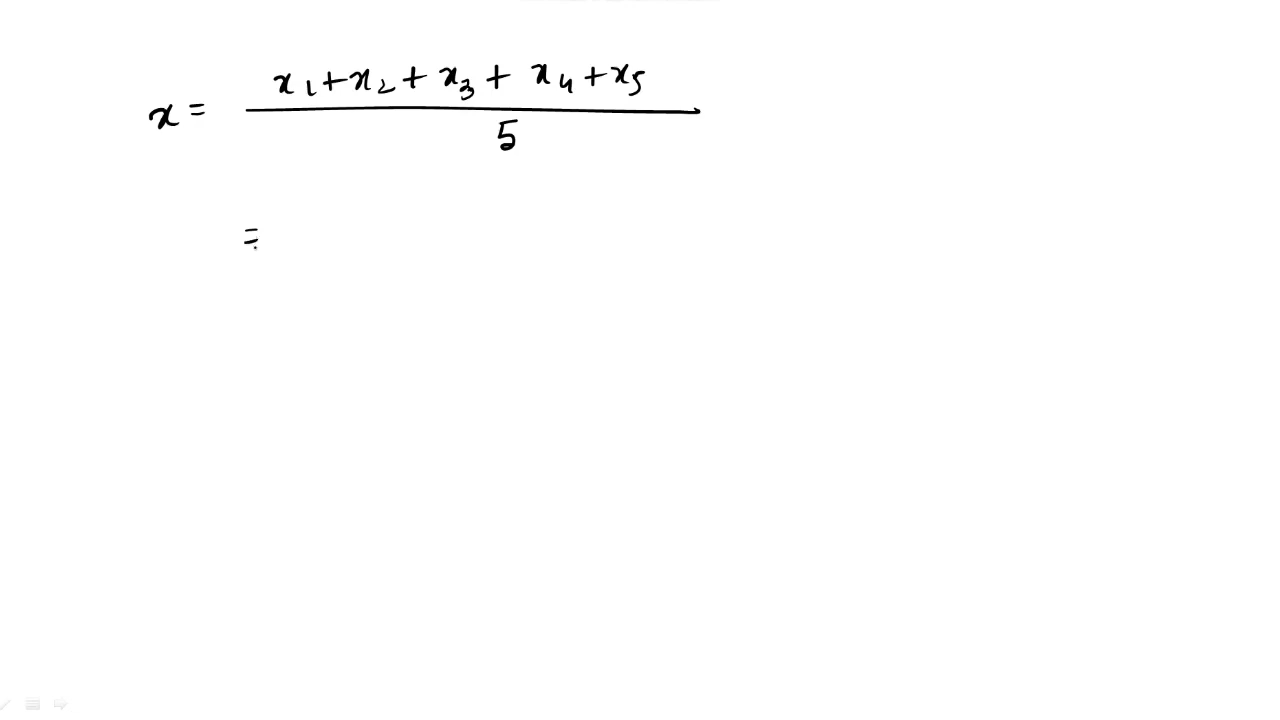 x = (x₁ + x₂ + x₃ + x₄ + x₅) / 5
=